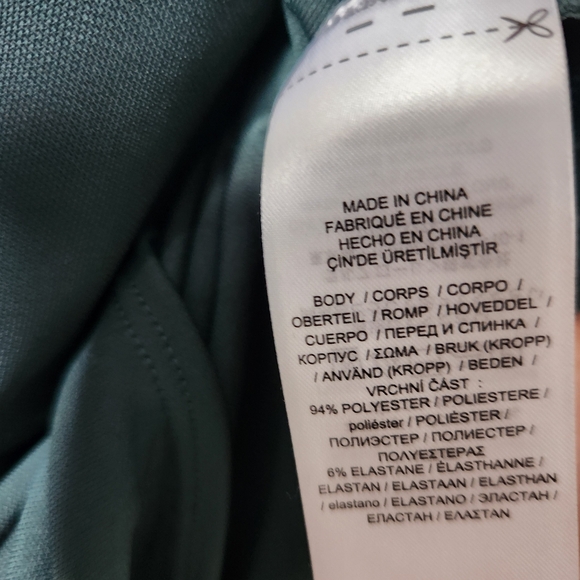 MADE IN CHINA
FABRIQUÉ EN CHINE
HECHO EN CHINA
ÇİN'DE ÜRETİLMİŞTİR
BODY / CORPS / CORPO /
OBERTEIL / ROMP / HOVEDDEL /
CUERPO / ПЕРЕД И СПИНКА /
КОРПУС / ΣΩΜΑ / BRUK (KROPP)
/ ANVÄND (KROPP) / BEDEN /
VRCHNÍ ČÁST :
94% POLYESTER / POLIESTERE /
poliéster / POLIÉSTER /
ПОЛИЭСТЕР / ПОЛИЕСТЕР /
ΠΟΛΥΕΣΤΕΡΑΣ
6% ELASTANE / ÉLASTHANNE /
ELASTAN / ELASTAAN / ELASTHAN
/ elastano / ELASTANO / ЭЛАСТАН /
ЕЛАСТАН / ΕΛΑΣΤΑΝ